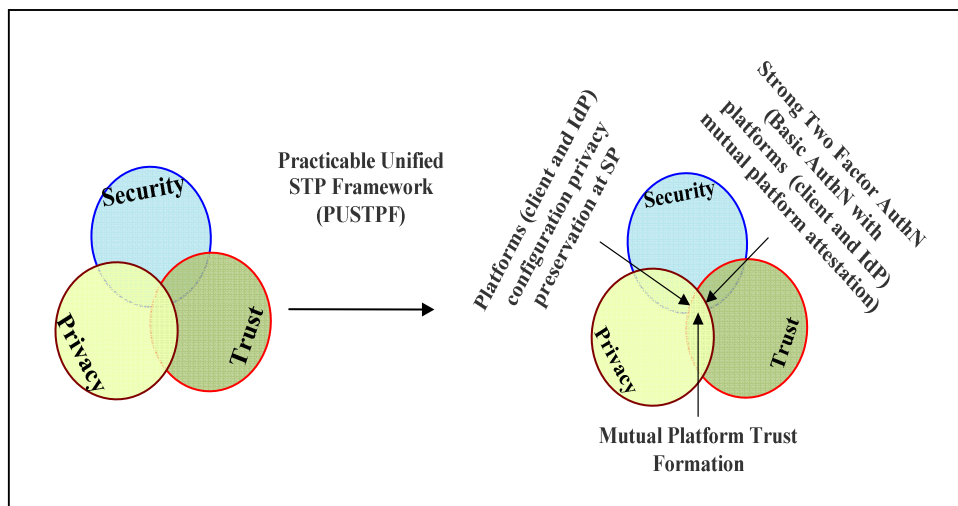 Security
Privacy
Trust
Practicable Unified
STP Framework
(PUSTPF)
Platforms (client and IdP)
configuration privacy
preservation at SP
Strong Two Factor AuthN
(Basic AuthN with
platforms (client and IdP)
mutual platform attestation)
Security
Privacy
Trust
Mutual Platform Trust
Formation